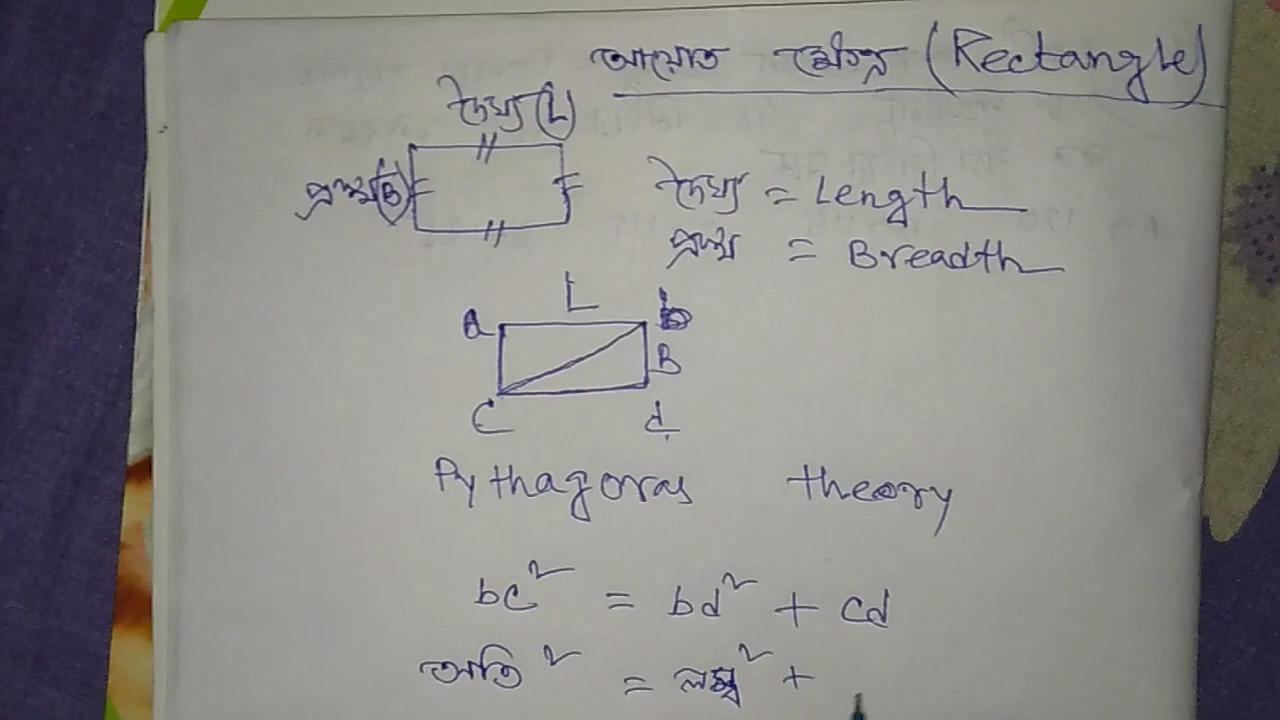 আয়াত ক্ষেত্র (Rectangle)
দৈঘ্য (L)
প্রস্থ (B)
দৈঘ্য = Length
প্রস্থ = Breadth
L
a b
B
C d
Pythagoras theory
bc² = bd² + cd
অতি² = লম্ব² +